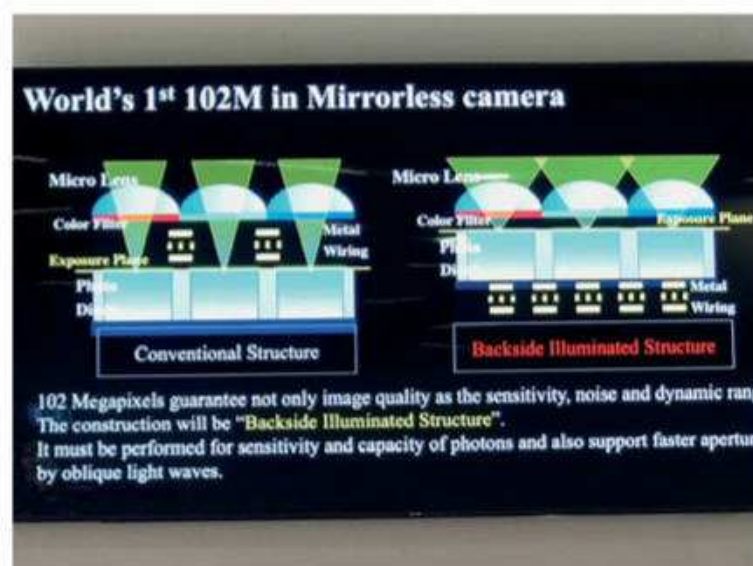 World's 1st 102M in Mirrorless camera
Micro Lens
Color Filter
Metal
Wiring
Exposure Plane
Conventional Structure
Micro Lens
Color Filter
Exposure Plane
Metal
Wiring
Backside Illuminated Structure
102 Megapixels guarantee not only image quality as the sensitivity, noise and dynamic ran
The construction will be “Backside Illuminated Structure”.
It must be performed for sensitivity and capacity of photons and also support faster apertu
by oblique light waves.